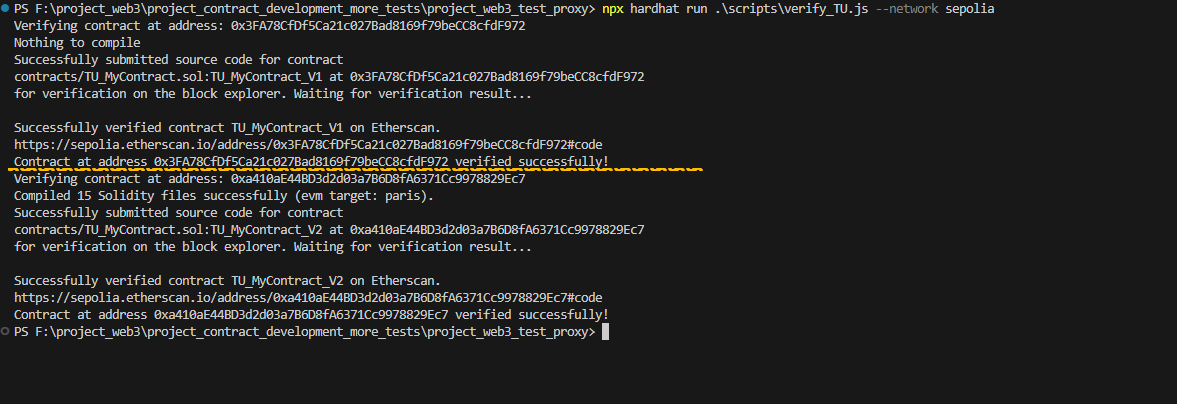 PS F:\project_web3\project_contract_development_more_tests\project_web3_test_proxy> npx hardhat run .\scripts\verify_TU.js --network sepolia
Verifying contract at address: 0x3FA78CfDf5Ca21c027Bad8169f79beCC8cfdF972
Nothing to compile
Successfully submitted source code for contract
contracts/TU_MyContract.sol:TU_MyContract_V1 at 0x3FA78CfDf5Ca21c027Bad8169f79beCC8cfdF972
for verification on the block explorer. Waiting for verification result...
Successfully verified contract TU_MyContract_V1 on Etherscan.
https://sepolia.etherscan.io/address/0x3FA78CfDf5Ca21c027Bad8169f79beCC8cfdF972#code
Contract at address 0x3FA78CfDf5Ca21c027Bad8169f79beCC8cfdF972 verified successfully!
Verifying contract at address: 0xa410aE44BD3d2d03a7B6D8fA6371Cc9978829Ec7
Compiled 15 Solidity files successfully (evm target: paris).
Successfully submitted source code for contract
contracts/TU_MyContract.sol:TU_MyContract_V2 at 0xa410aE44BD3d2d03a7B6D8fA6371Cc9978829Ec7
for verification on the block explorer. Waiting for verification result...
Successfully verified contract TU_MyContract_V2 on Etherscan.
https://sepolia.etherscan.io/address/0xa410aE44BD3d2d03a7B6D8fA6371Cc9978829Ec7#code
Contract at address 0xa410aE44BD3d2d03a7B6D8fA6371Cc9978829Ec7 verified successfully!
PS F:\project_web3\project_contract_development_more_tests\project_web3_test_proxy>